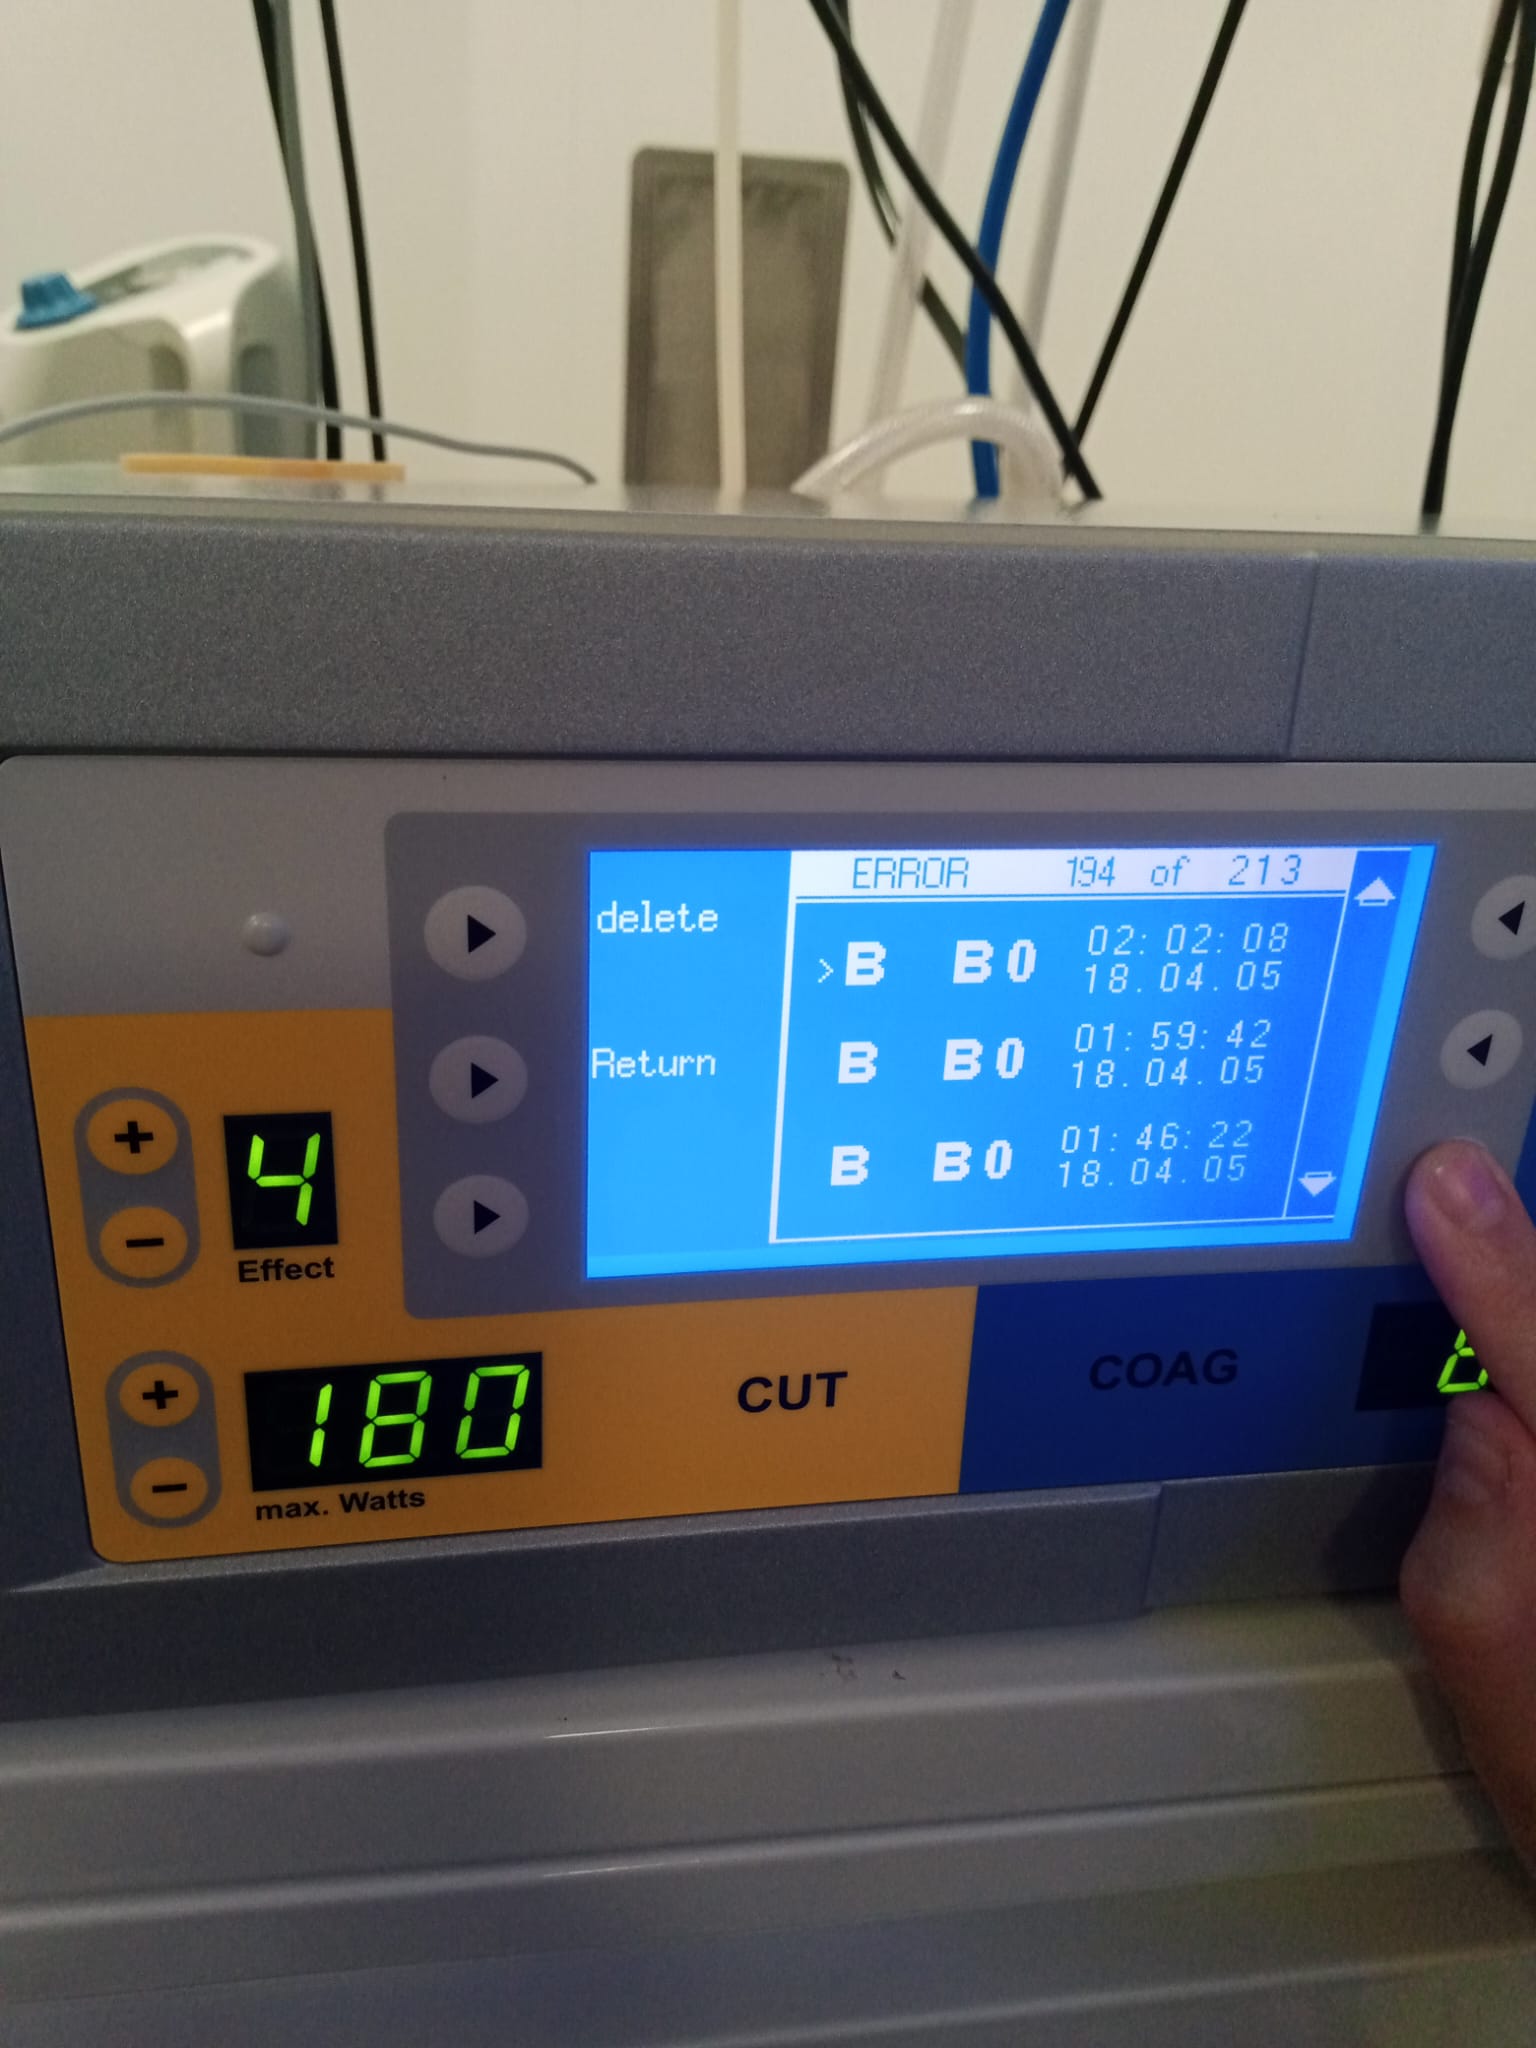 ERROR 194 of 213
delete
>B B0 02:02:08
18.04.05
B B0 01:59:42
18.04.05
Return
B B0 01:46:22
18.04.05
+
4
-
Effect
+
180
-
max. Watts
CUT
COAG